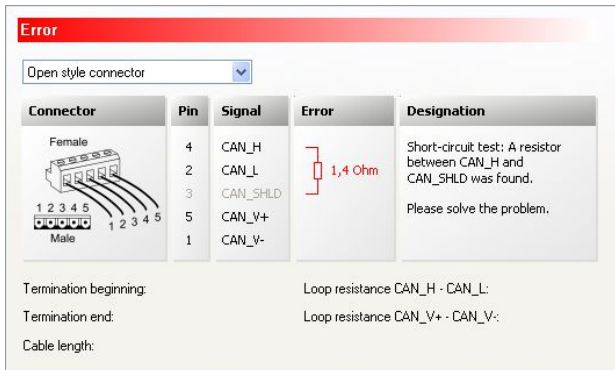 Error
Open style connector
Connector Pin Signal Error Designation
Female
1 2 3 4 5
Male
1 2 3 4 5
4 CAN_H
2 CAN_L
3 CAN_SHLD
5 CAN_V+
1 CAN_V-
1,4 Ohm
Short-circuit test: A resistor
between CAN_H and
CAN_SHLD was found.
Please solve the problem.
Termination beginning: Loop resistance CAN_H - CAN_L:
Termination end: Loop resistance CAN_V+ - CAN_V-:
Cable length: